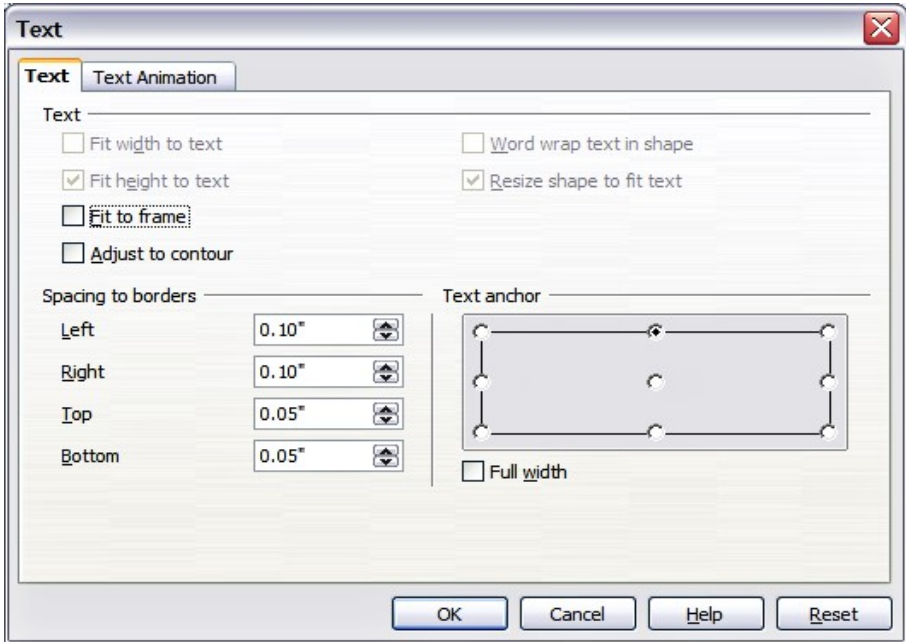 Text
Text Text Animation
Text
Fit width to text Word wrap text in shape
Fit height to text Resize shape to fit text
Fit to frame
Adjust to contour
Spacing to borders Text anchor
Left 0.10"
Right 0.10"
Top 0.05"
Bottom 0.05"
Full width
OK Cancel Help Reset